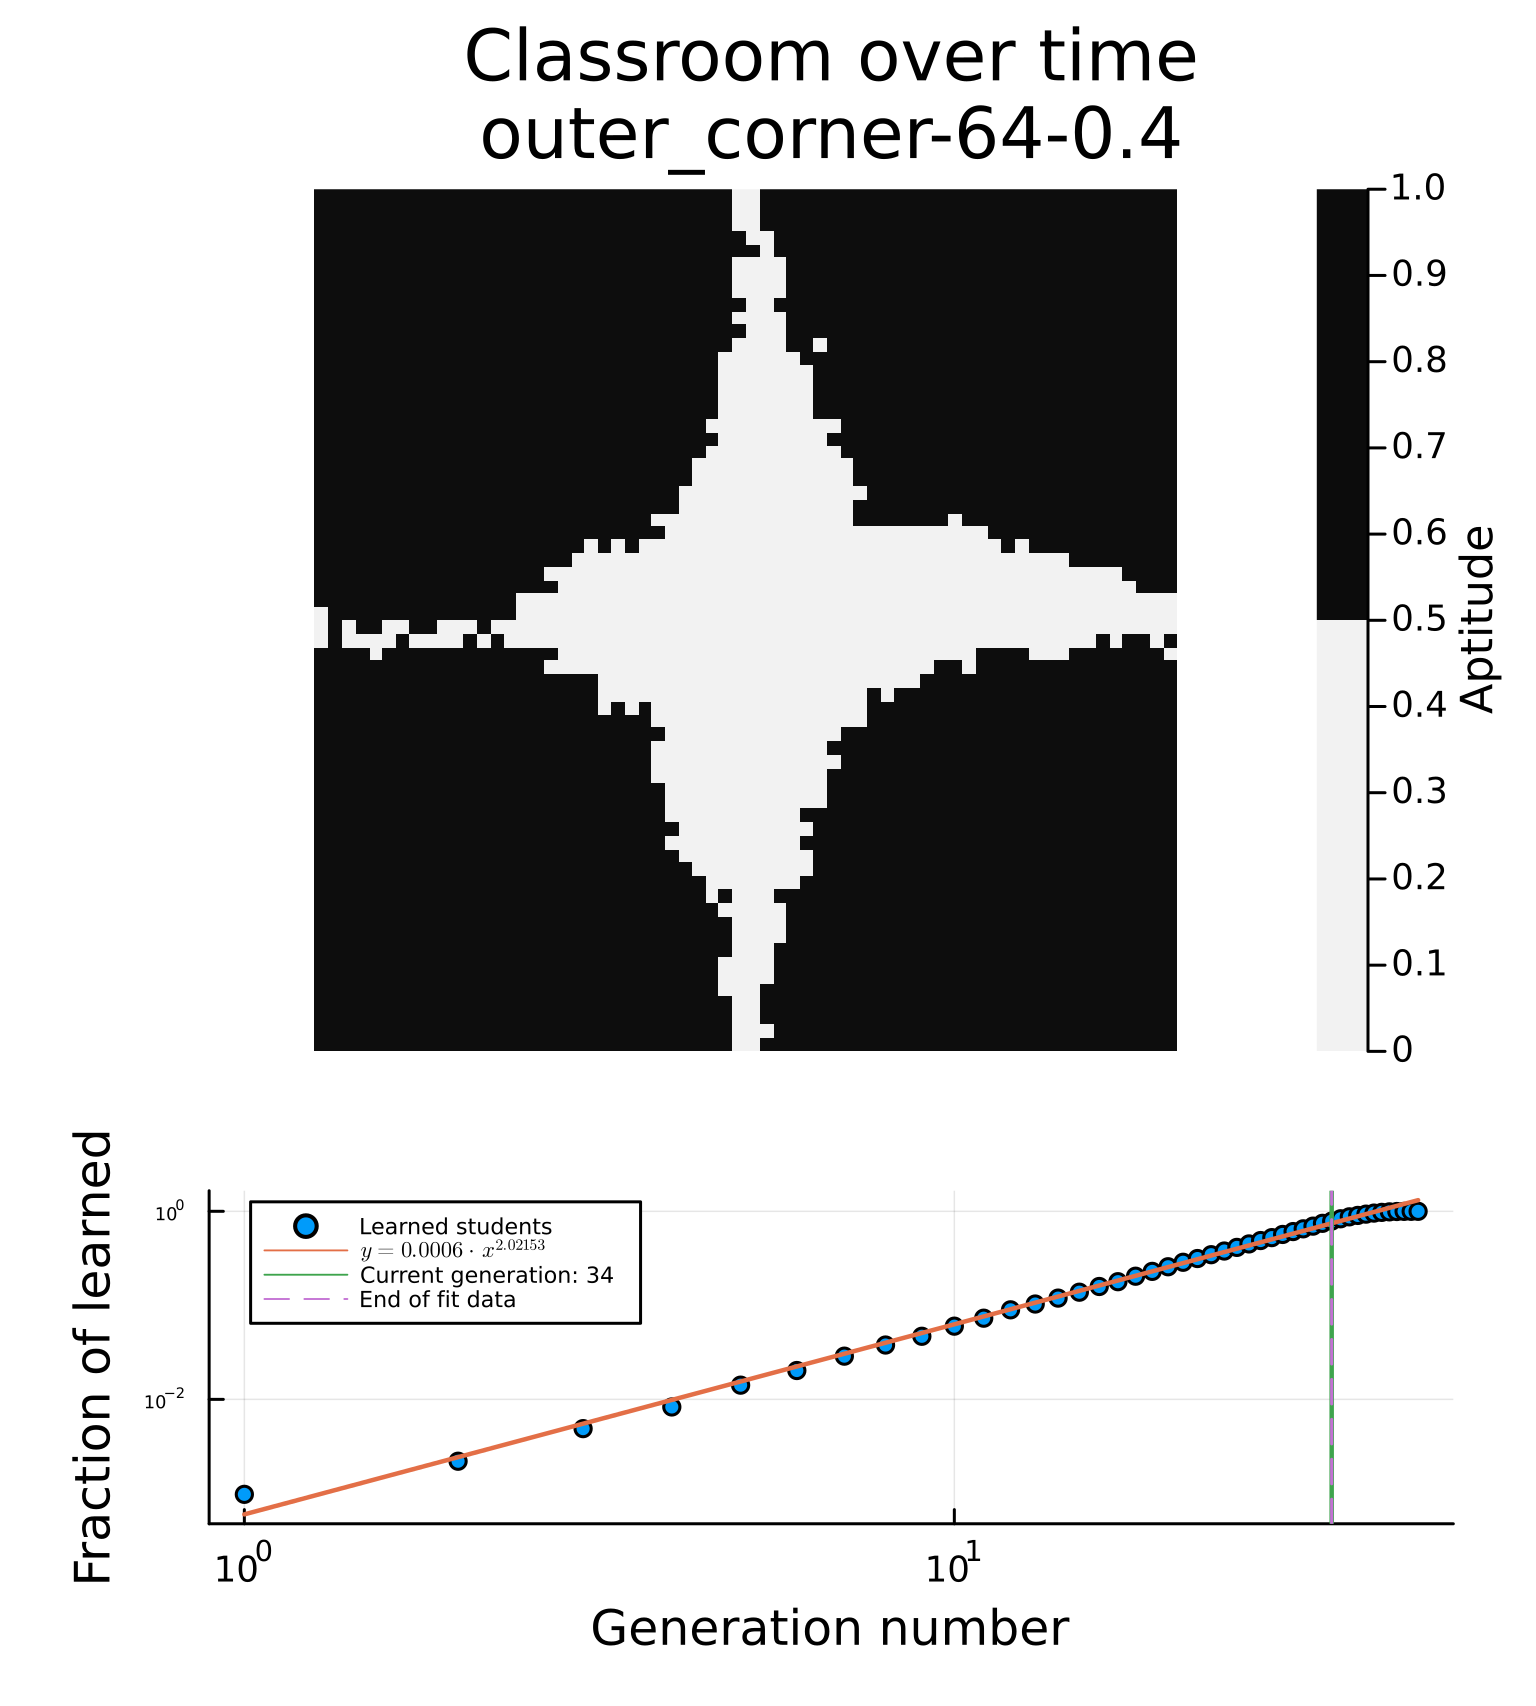 Classroom over time
outer_corner-64-0.4
1.0
0.9
0.8
0.7
0.6
0.5
0.4
0.3
0.2
0.1
0
Aptitude
Fraction of learned
10^0
10^-2
Learned students
y = 0.0006 · x^2.02153
Current generation: 34
End of fit data
10^0
10^1
Generation number